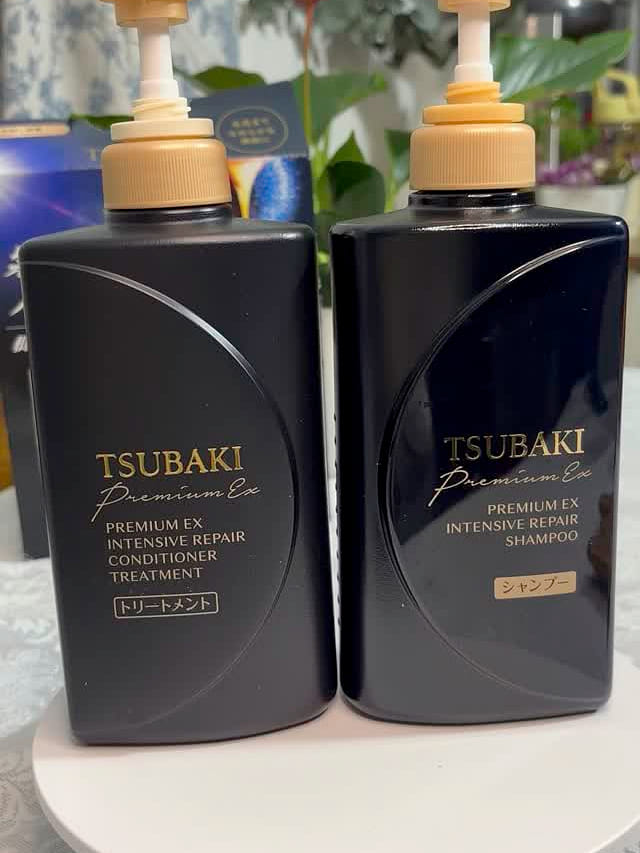 TSUBAKI
Premium Ex
PREMIUM EX
INTENSIVE REPAIR
CONDITIONER
TREATMENT
トリートメント
TSUBAKI
Premium Ex
PREMIUM EX
INTENSIVE REPAIR
SHAMPOO
シャンプー